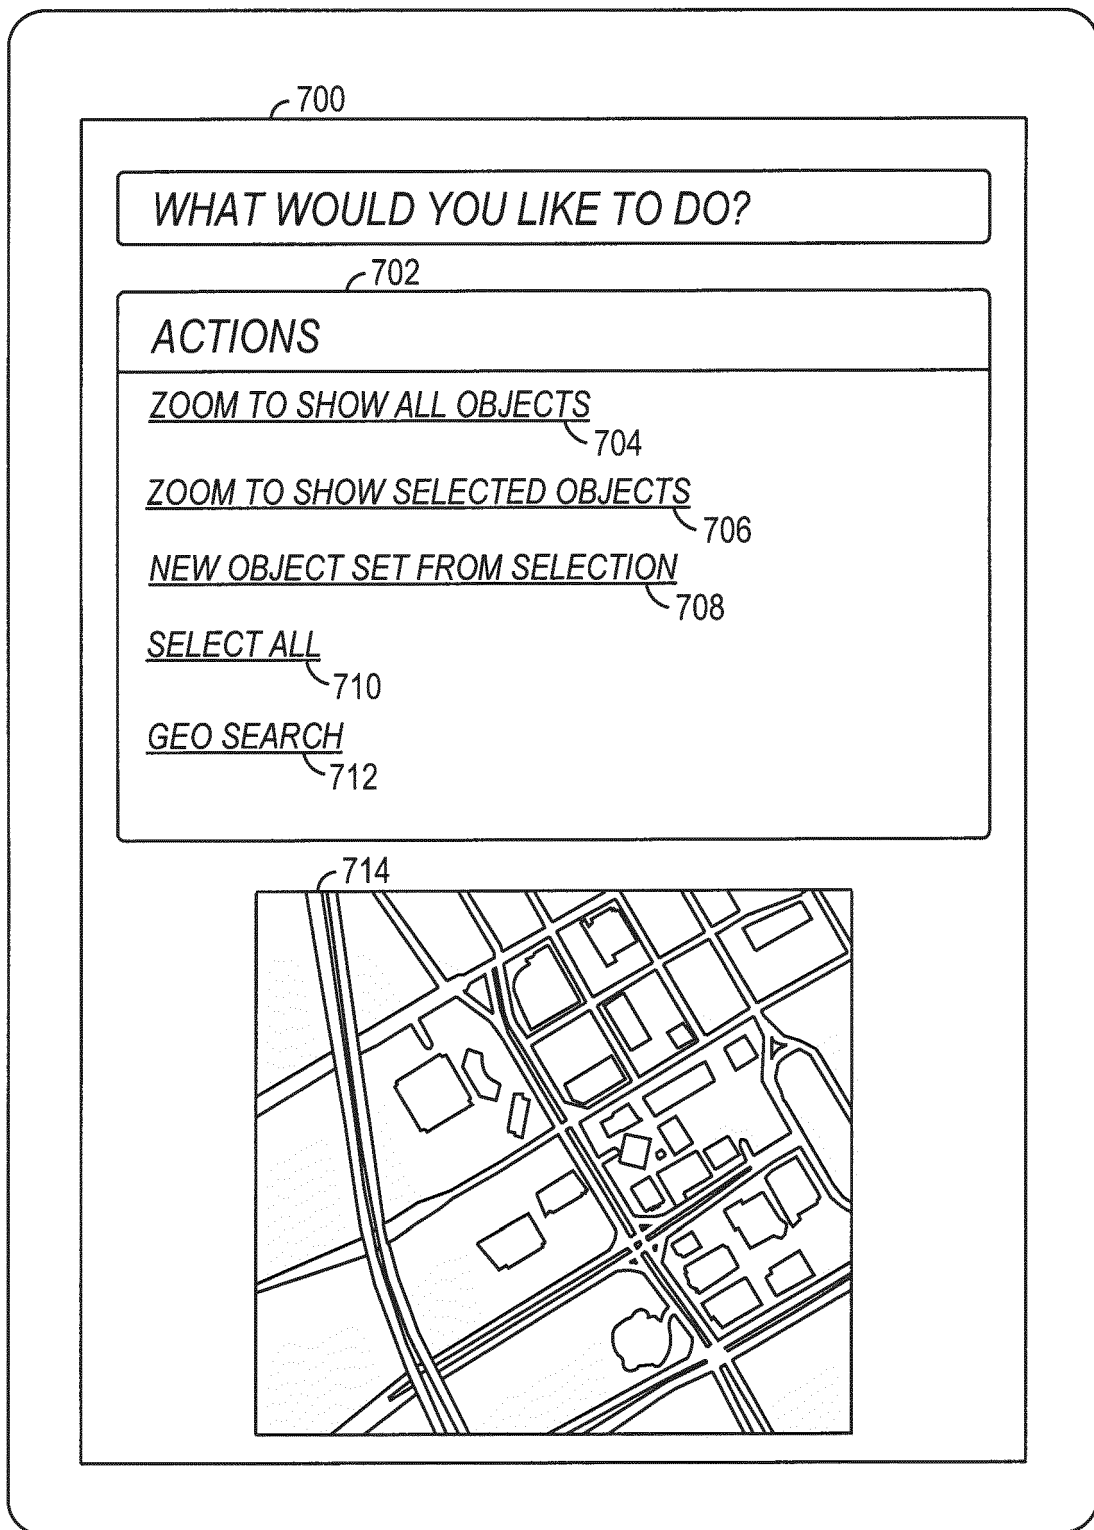 700
WHAT WOULD YOU LIKE TO DO?
702
ACTIONS
ZOOM TO SHOW ALL OBJECTS
704
ZOOM TO SHOW SELECTED OBJECTS
706
NEW OBJECT SET FROM SELECTION
708
SELECT ALL
710
GEO SEARCH
712
714